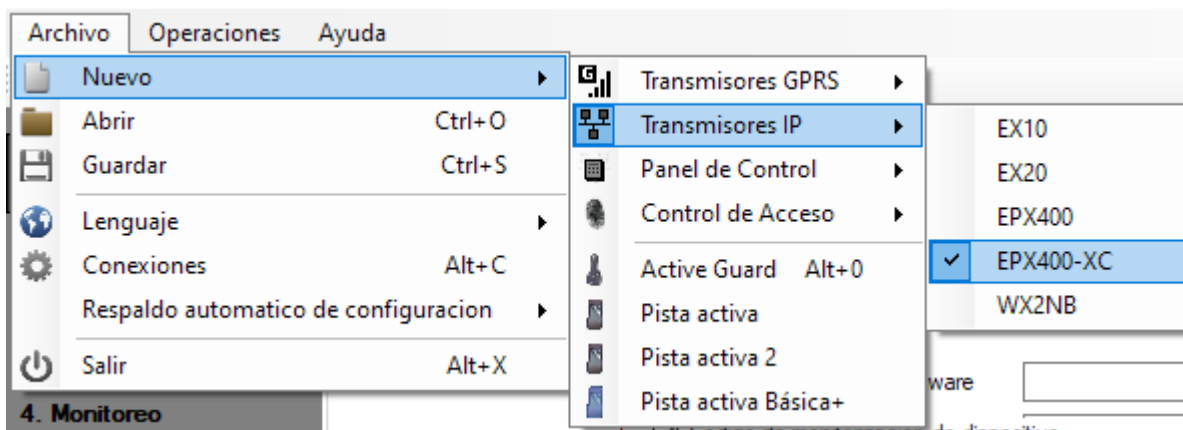 Archivo Operaciones Ayuda
Nuevo
Abrir Ctrl+O
Guardar Ctrl+S
Lenguaje
Conexiones Alt+C
Respaldo automatico de configuracion
Salir Alt+X
4. Monitoreo
Transmisores GPRS
Transmisores IP
Panel de Control
Control de Acceso
Active Guard Alt+0
Pista activa
Pista activa 2
Pista activa Básica+
EX10
EX20
EPX400
EPX400-XC
WX2NB
ware